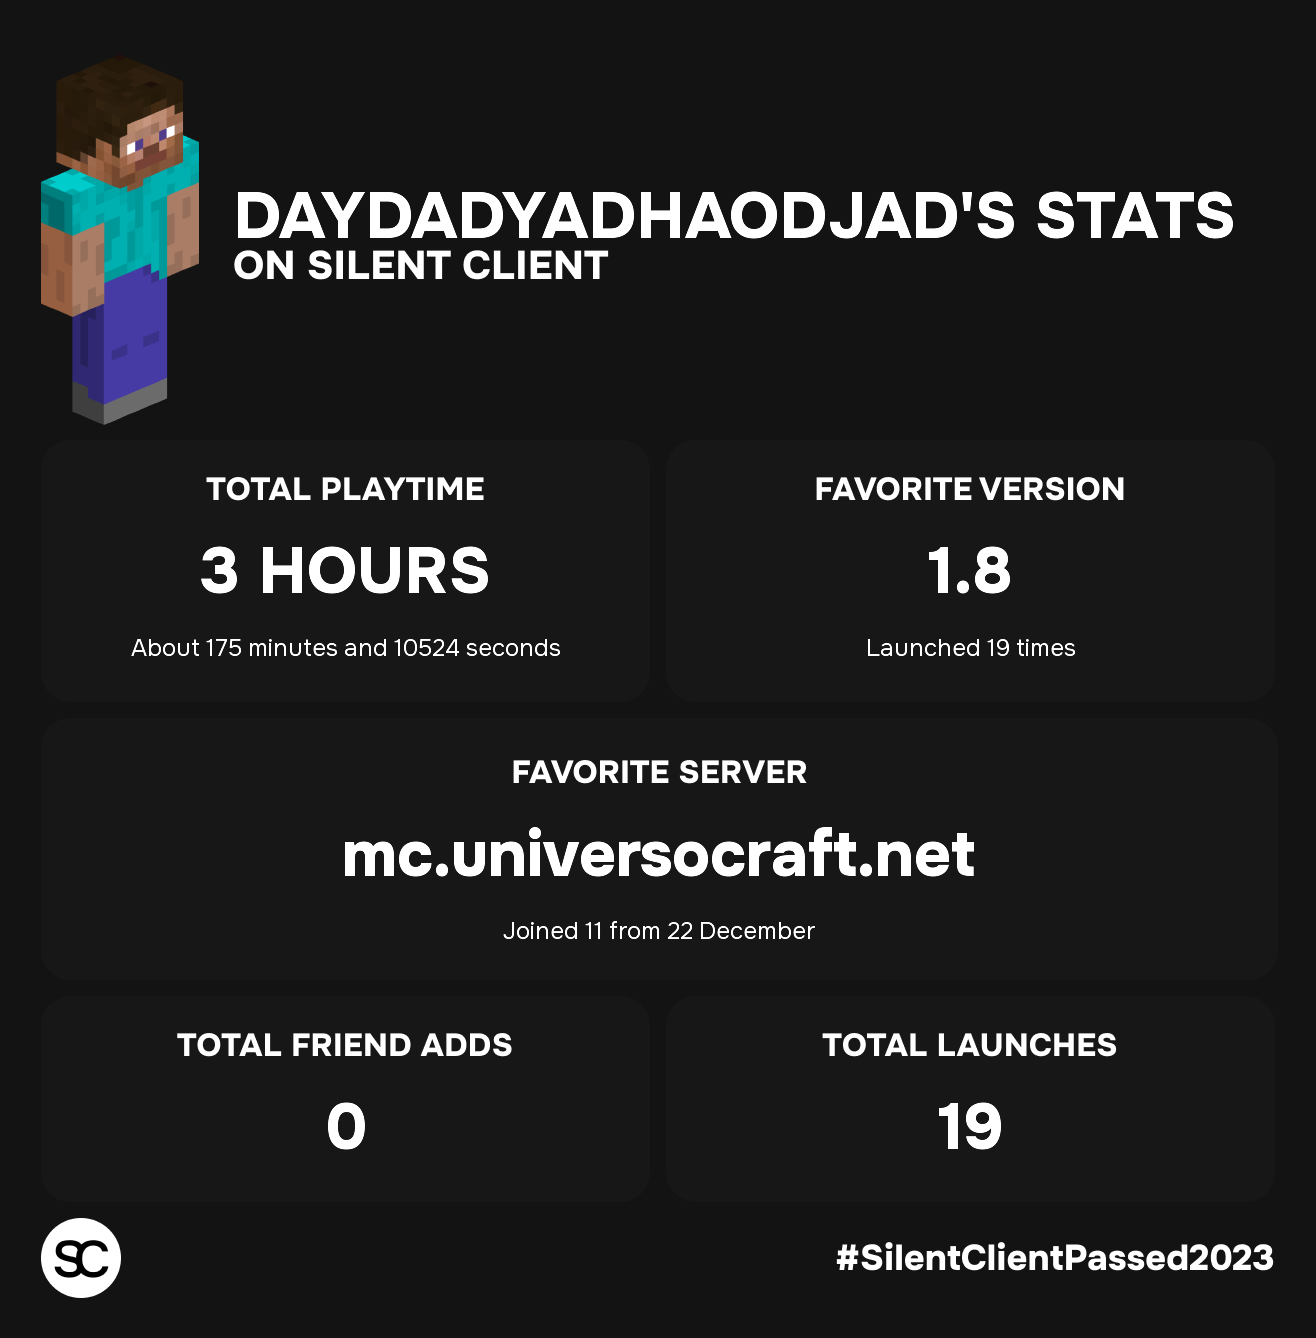 DAYDADYADHAODJAD'S STATS
ON SILENT CLIENT
TOTAL PLAYTIME
3 HOURS
About 175 minutes and 10524 seconds
FAVORITE VERSION
1.8
Launched 19 times
FAVORITE SERVER
mc.universocraft.net
Joined 11 from 22 December
TOTAL FRIEND ADDS
0
TOTAL LAUNCHES
19
SC
#SilentClientPassed2023